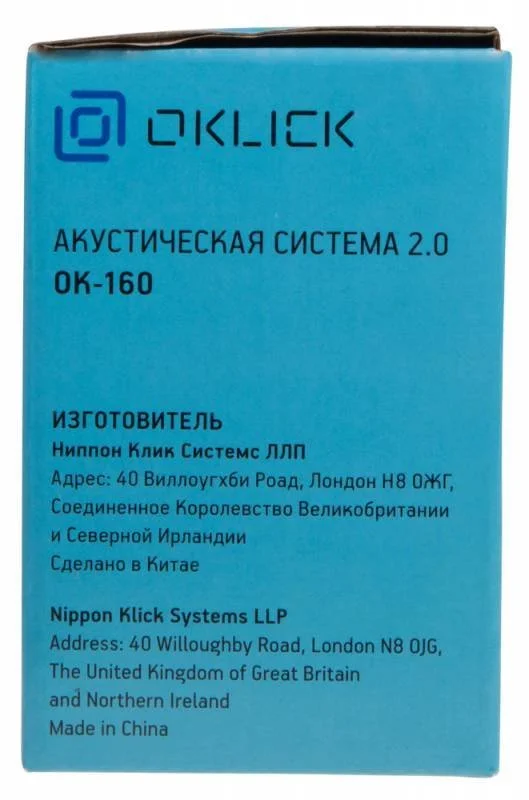 OKLICK
АКУСТИЧЕСКАЯ СИСТЕМА 2.0
OK-160
ИЗГОТОВИТЕЛЬ
Ниппон Клик Системс ЛЛП
Адрес: 40 Виллоугхби Роад, Лондон Н8 ОЖГ,
Соединенное Королевство Великобритании
и Северной Ирландии
Сделано в Китае
Nippon Klick Systems LLP
Address: 40 Willoughby Road, London N8 0JG,
The United Kingdom of Great Britain
and Northern Ireland
Made in China